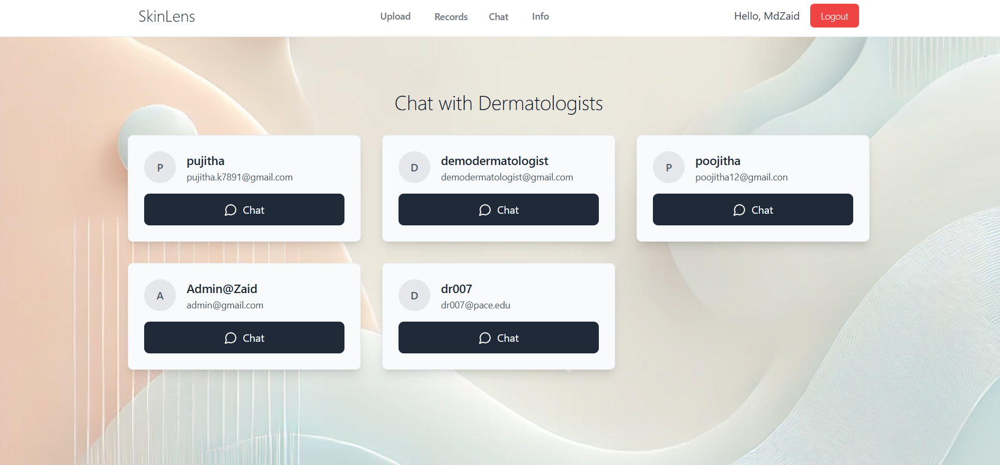 SkinLens
Upload Records Chat Info
Hello, MdZaid
Logout
Chat with Dermatologists
P
pujitha
pujitha.k7891@gmail.com
Chat
D
demodermatologist
demodermatologist@gmail.com
Chat
P
poojitha
poojitha12@gmail.con
Chat
A
Admin@Zaid
admin@gmail.com
Chat
D
dr007
dr007@pace.edu
Chat